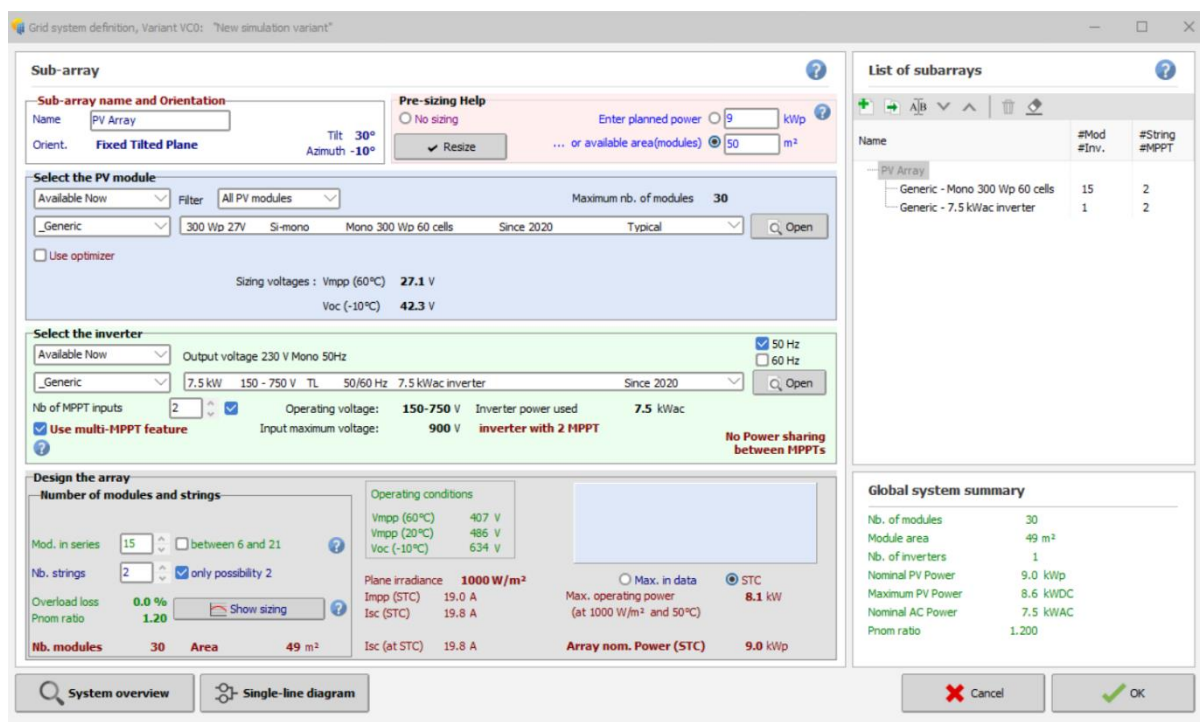 Grid system definition, Variant VC0: "New simulation variant"
Sub-array
Sub-array name and Orientation
Name PV Array
Orient. Fixed Tilted Plane
Tilt 30°
Azimuth -10°
Pre-sizing Help
No sizing
Resize
Enter planned power 9 kWp
... or available area(modules) 50 m²
Select the PV module
Available Now Filter All PV modules Maximum nb. of modules 30
_Generic 300 Wp 27V Si-mono Mono 300 Wp 60 cells Since 2020 Typical Open
Use optimizer
Sizing voltages : Vmpp (60°C) 27.1 V
Voc (-10°C) 42.3 V
Select the inverter
Available Now Output voltage 230 V Mono 50Hz
50 Hz
60 Hz
_Generic 7.5 kW 150 - 750 V TL 50/60 Hz 7.5 kWac inverter Since 2020 Open
Nb of MPPT inputs 2 Operating voltage: 150-750 V Inverter power used 7.5 kWac
Use multi-MPPT feature Input maximum voltage: 900 V inverter with 2 MPPT
No Power sharing
between MPPTs
Design the array
Number of modules and strings
Mod. in series 15 between 6 and 21
Nb. strings 2 only possibility 2
Overload loss 0.0 %
Pnom ratio 1.20
Show sizing
Nb. modules 30 Area 49 m²
Operating conditions
Vmpp (60°C) 407 V
Vmpp (20°C) 486 V
Voc (-10°C) 634 V
Plane irradiance 1000 W/m²
Impp (STC) 19.0 A
Isc (STC) 19.8 A
Isc (at STC) 19.8 A
Max. in data STC
Max. operating power 8.1 kW
(at 1000 W/m² and 50°C)
Array nom. Power (STC) 9.0 kWp
System overview
Single-line diagram
List of subarrays
A B
Name
#Mod #String
#Inv. #MPPT
PV Array
Generic - Mono 300 Wp 60 cells 15 2
Generic - 7.5 kWac inverter 1 2
Global system summary
Nb. of modules 30
Module area 49 m²
Nb. of inverters 1
Nominal PV Power 9.0 kWp
Maximum PV Power 8.6 kWDC
Nominal AC Power 7.5 kWAC
Pnom ratio 1.200
Cancel
OK